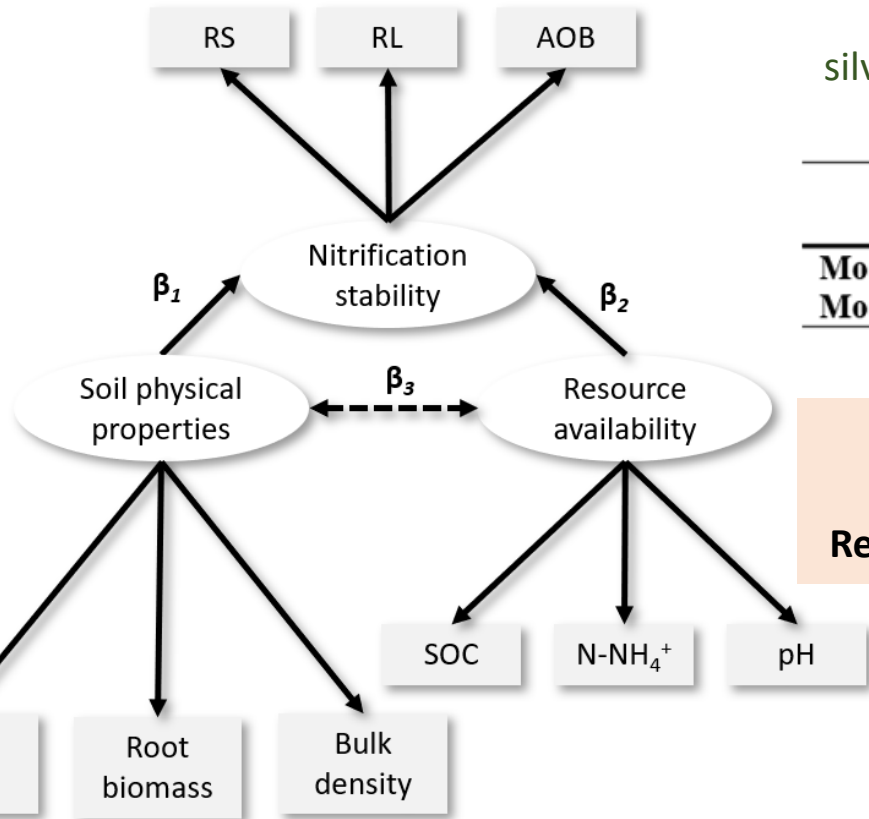 RS
RL
AOB
silv
Nitrification
stability
β1
β2
Mo
Mo
Soil physical
properties
β3
Resource
availability
Re
SOC
N-NH4+
pH
Root
biomass
Bulk
density